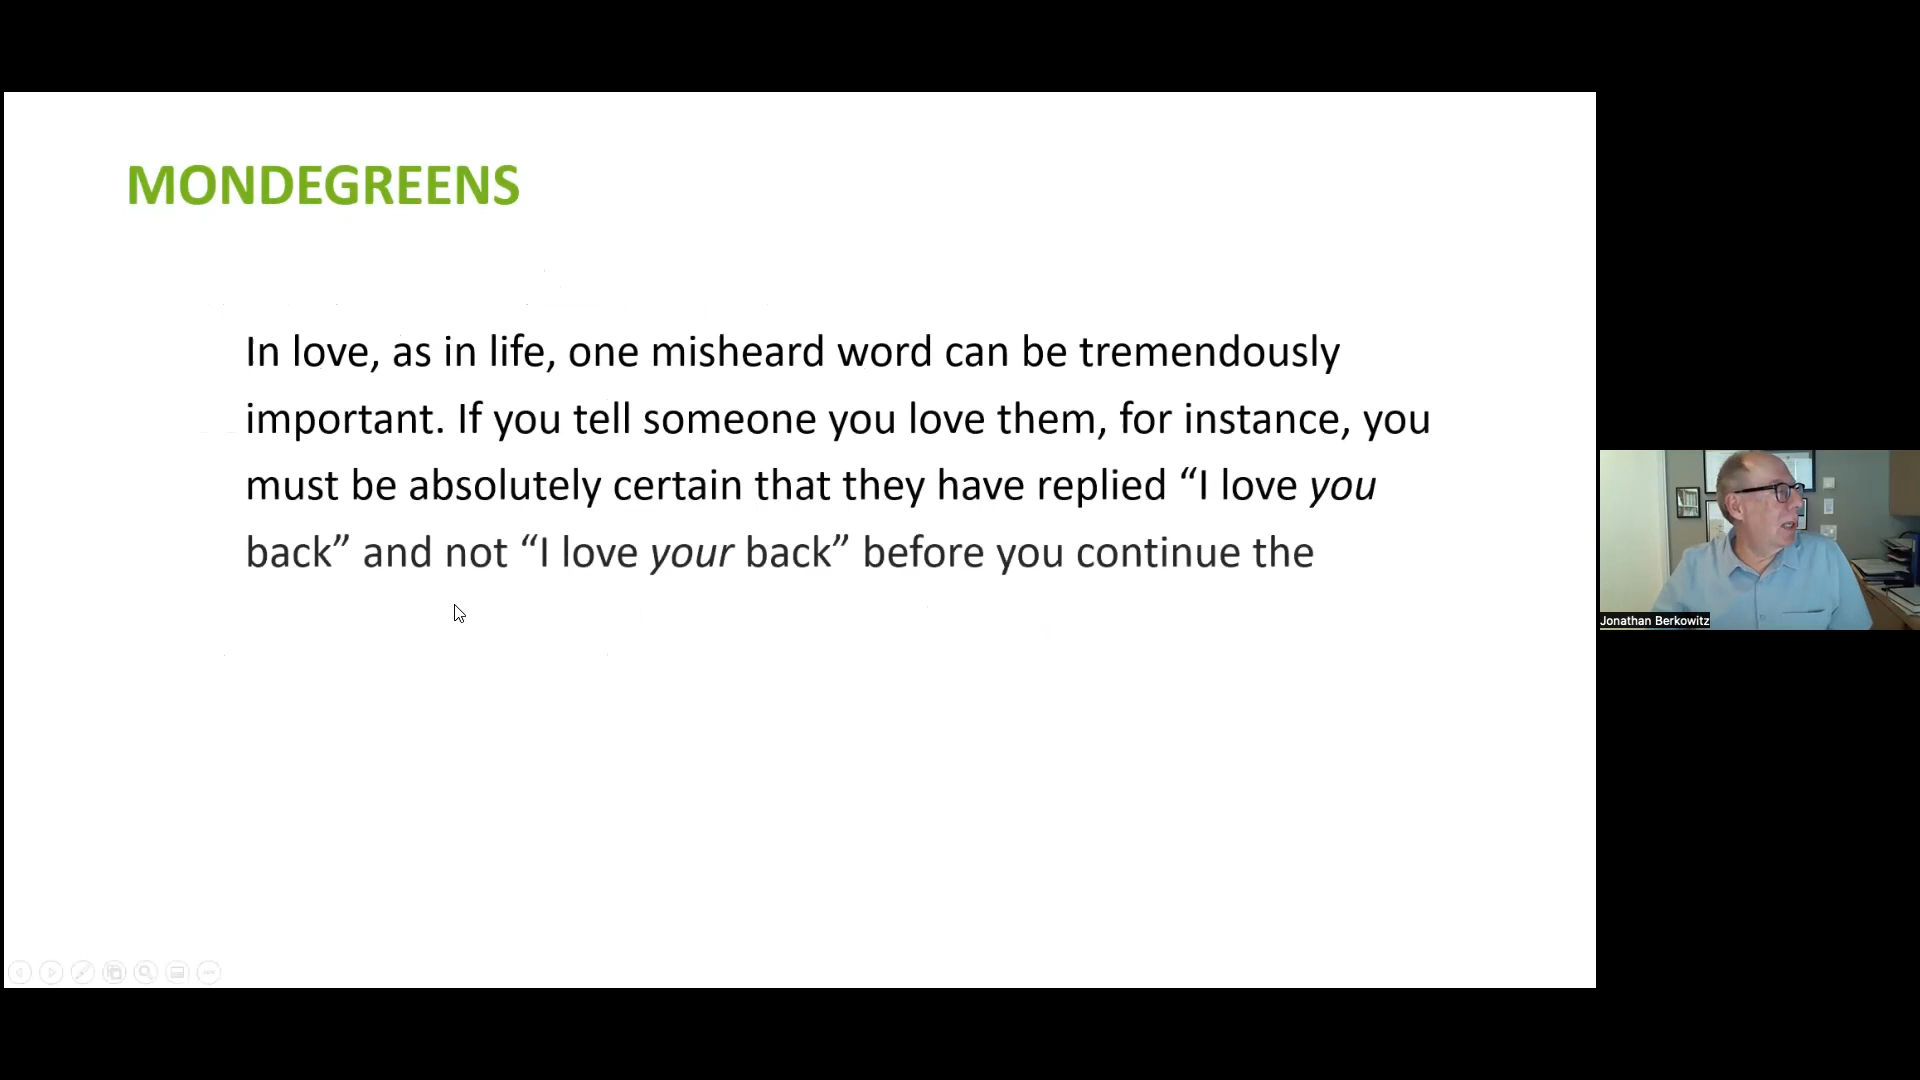 MONDEGREENS
In love, as in life, one misheard word can be tremendously
important. If you tell someone you love them, for instance, you
must be absolutely certain that they have replied “I love you
back” and not “I love your back” before you continue the
Jonathan Berkowitz